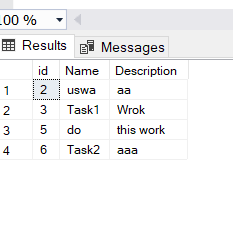 100 %
Results Messages
id Name Description
1 2 uswa aa
2 3 Task1 Wrok
3 5 do this work
4 6 Task2 aaa